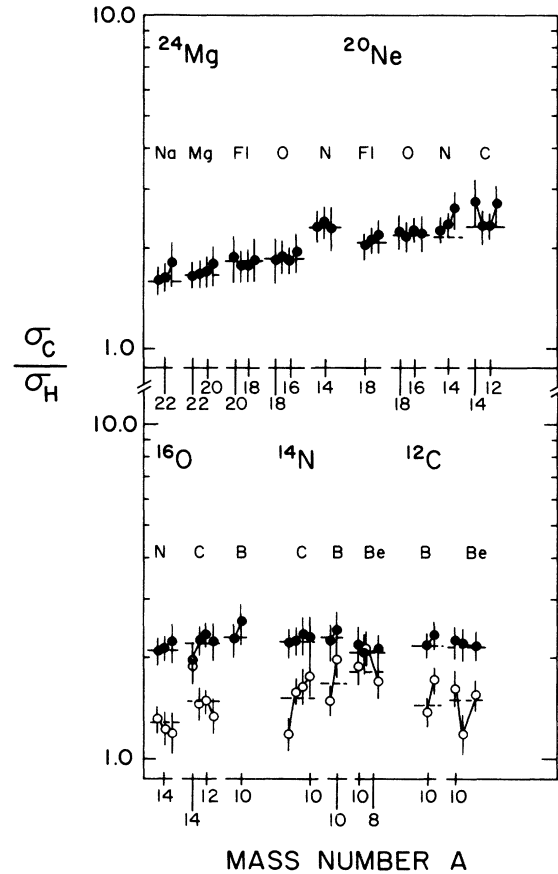 10.0
24Mg 20Ne
Na Mg Fl O N Fl O N C
1.0
σC
σH
22 22 20 18 16 14 18 16 14 12
20 18 18 14
10.0
16O 14N 12C
N C B C B Be B Be
1.0
14 12 10 10 10 10 10
14 10 8
MASS NUMBER A